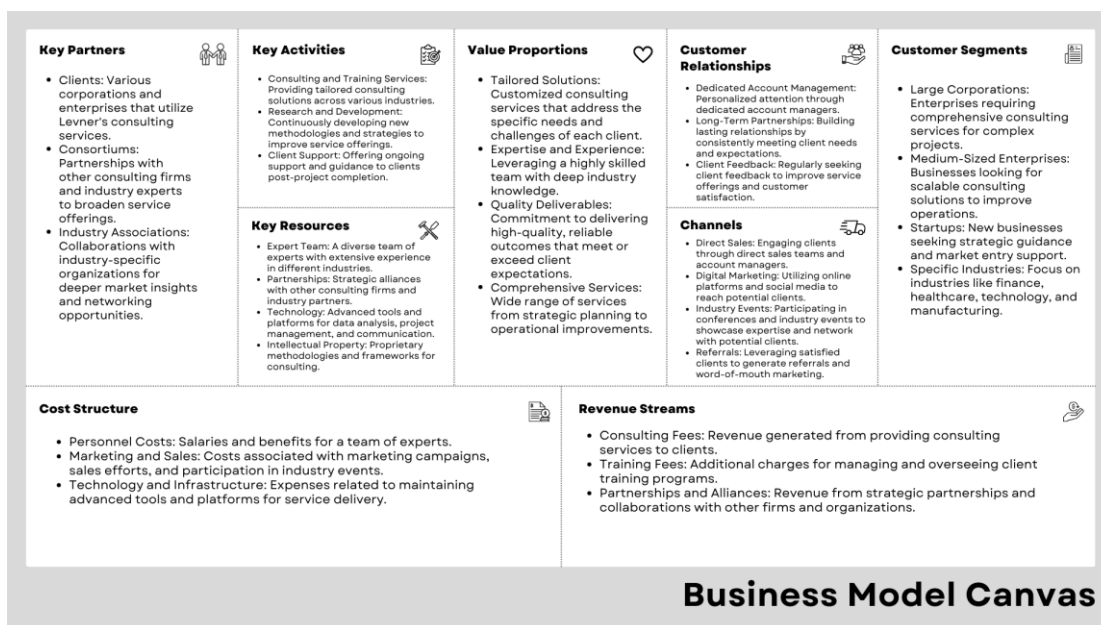 Key Partners
• Clients: Various
corporations and
enterprises that utilize
Levner's consulting
services.
• Consortiums:
Partnerships with
other consulting firms
and industry experts
to broaden service
offerings.
• Industry Associations:
Collaborations with
industry-specific
organizations for
deeper market insights
and networking
opportunities.
Key Activities
• Consulting and Training Services:
Providing tailored consulting
solutions across various industries.
• Research and Development:
Continuously developing new
methodologies and strategies to
improve service offerings.
• Client Support: Offering ongoing
support and guidance to clients
post-project completion.
Key Resources
• Expert Team: A diverse team of
experts with extensive experience
in different industries.
• Partnerships: Strategic alliances
with other consulting firms and
industry partners.
• Technology: Advanced tools and
platforms for data analysis, project
management, and communication.
• Intellectual Property: Proprietary
methodologies and frameworks for
consulting.
Value Proportions
• Tailored Solutions:
Customized consulting
services that address the
specific needs and
challenges of each client.
• Expertise and Experience:
Leveraging a highly skilled
team with deep industry
knowledge.
• Quality Deliverables:
Commitment to delivering
high-quality, reliable
outcomes that meet or
exceed client
expectations.
• Comprehensive Services:
Wide range of services
from strategic planning to
operational improvements.
Customer
Relationships
• Dedicated Account Management:
Personalized attention through
dedicated account managers.
• Long-Term Partnerships: Building
lasting relationships by
consistently meeting client needs
and expectations.
• Client Feedback: Regularly seeking
client feedback to improve service
offerings and customer
satisfaction.
Channels
• Direct Sales: Engaging clients
through direct sales teams and
account managers.
• Digital Marketing: Utilizing online
platforms and social media to
reach potential clients.
• Industry Events: Participating in
conferences and industry events to
showcase expertise and network
with potential clients.
• Referrals: Leveraging satisfied
clients to generate referrals and
word-of-mouth marketing.
Customer Segments
• Large Corporations:
Enterprises requiring
comprehensive consulting
services for complex
projects.
• Medium-Sized Enterprises:
Businesses looking for
scalable consulting
solutions to improve
operations.
• Startups: New businesses
seeking strategic guidance
and market entry support.
• Specific Industries: Focus on
industries like finance,
healthcare, technology, and
manufacturing.
Cost Structure
• Personnel Costs: Salaries and benefits for a team of experts.
• Marketing and Sales: Costs associated with marketing campaigns,
sales efforts, and participation in industry events.
• Technology and Infrastructure: Expenses related to maintaining
advanced tools and platforms for service delivery.
Revenue Streams
• Consulting Fees: Revenue generated from providing consulting
services to clients.
• Training Fees: Additional charges for managing and overseeing client
training programs.
• Partnerships and Alliances: Revenue from strategic partnerships and
collaborations with other firms and organizations.
Business Model Canvas